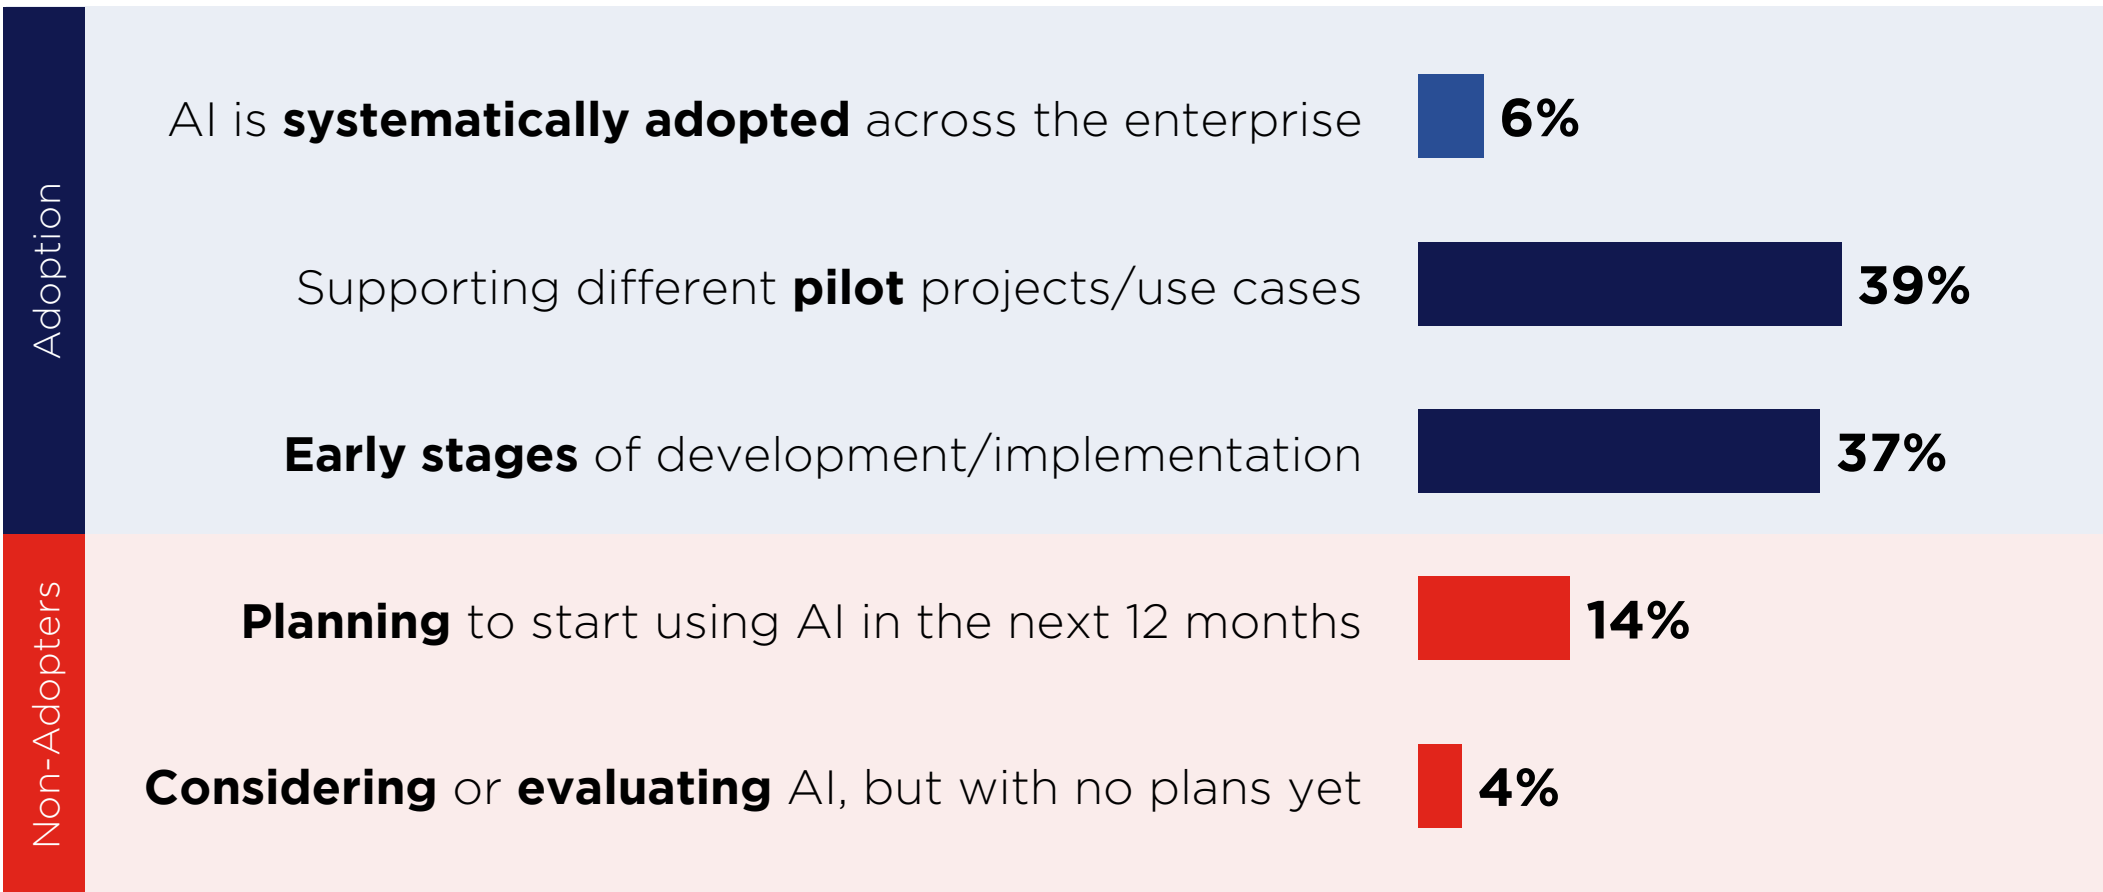 Adoption
AI is systematically adopted across the enterprise 6%
Supporting different pilot projects/use cases 39%
Early stages of development/implementation 37%
Non-Adopters
Planning to start using AI in the next 12 months 14%
Considering or evaluating AI, but with no plans yet 4%